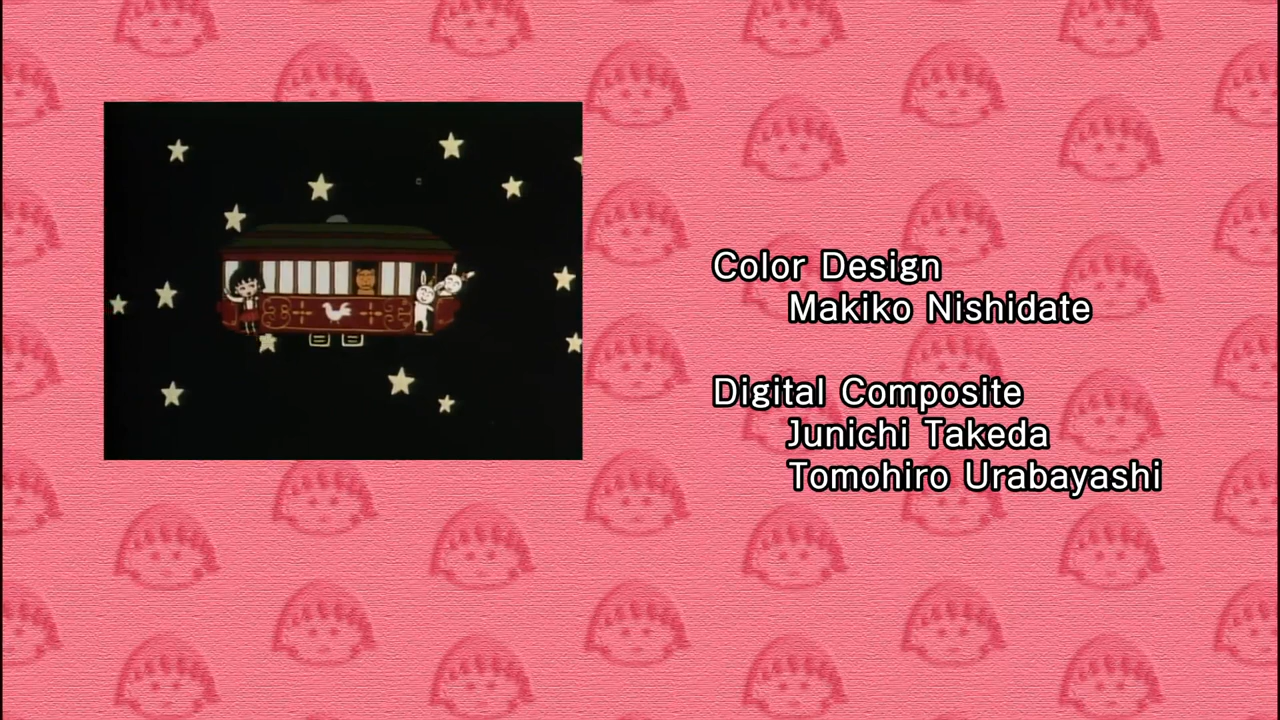 Color Design
Makiko Nishidate
Digital Composite
Junichi Takeda
Tomohiro Urabayashi